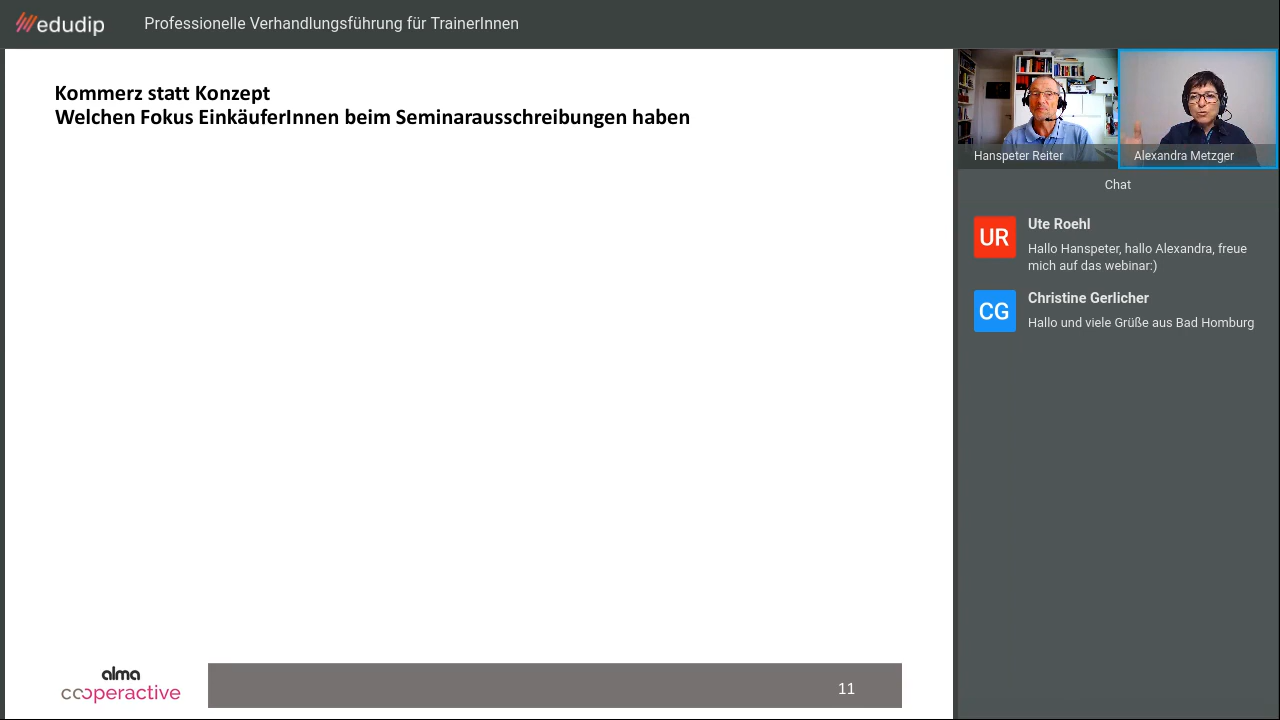 edudip
Professionelle Verhandlungsführung für TrainerInnen
Kommerz statt Konzept
Welchen Fokus EinkäuferInnen beim Seminarausschreibungen haben
Hanspeter Reiter
Alexandra Metzger
Chat
UR
Ute Roehl
Hallo Hanspeter, hallo Alexandra, freue
mich auf das webinar:)
CG
Christine Gerlicher
Hallo und viele Grüße aus Bad Homburg
alma
cooperactive
11